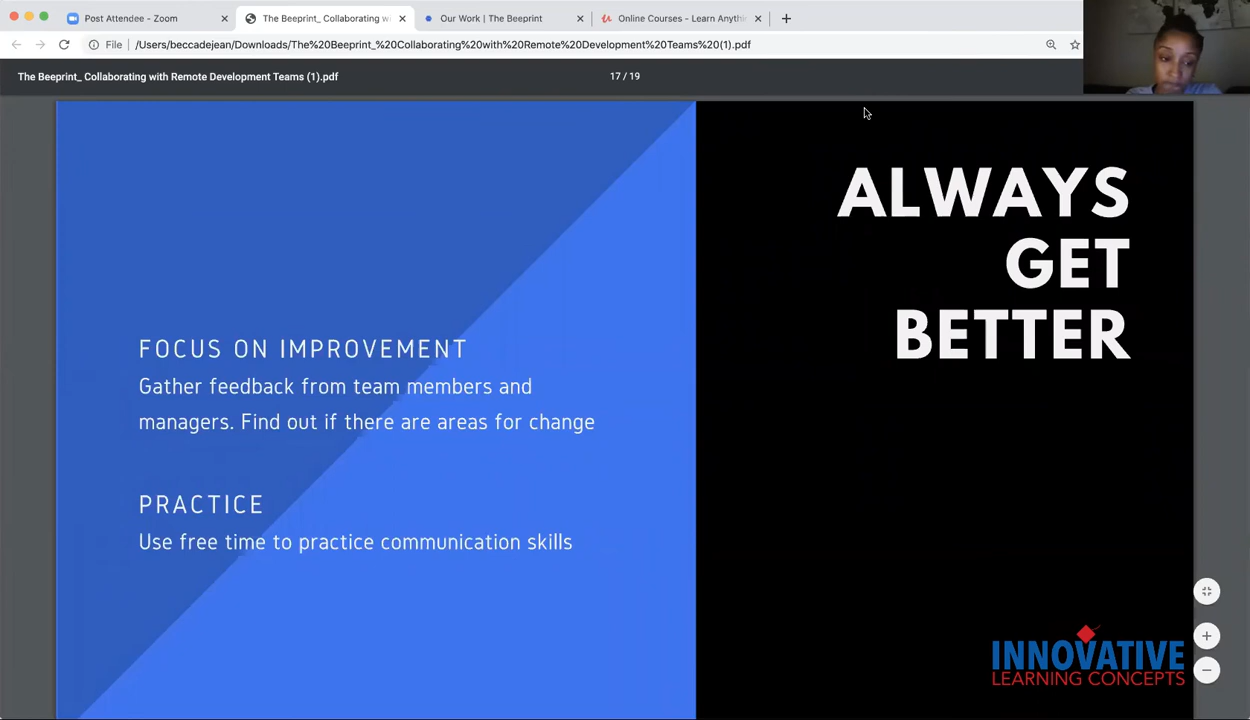 Post Attendee - Zoom
The Beeprint_ Collaborating w
Our Work | The Beeprint
Online Courses - Learn Anythi
File | /Users/beccadejean/Downloads/The%20Beeprint_%20Collaborating%20with%20Remote%20Development%20Teams%20(1).pdf
The Beeprint_ Collaborating with Remote Development Teams (1).pdf
17 / 19
ALWAYS
GET
BETTER
FOCUS ON IMPROVEMENT
Gather feedback from team members and
managers. Find out if there are areas for change
PRACTICE
Use free time to practice communication skills
INNOVATIVE
LEARNING CONCEPTS